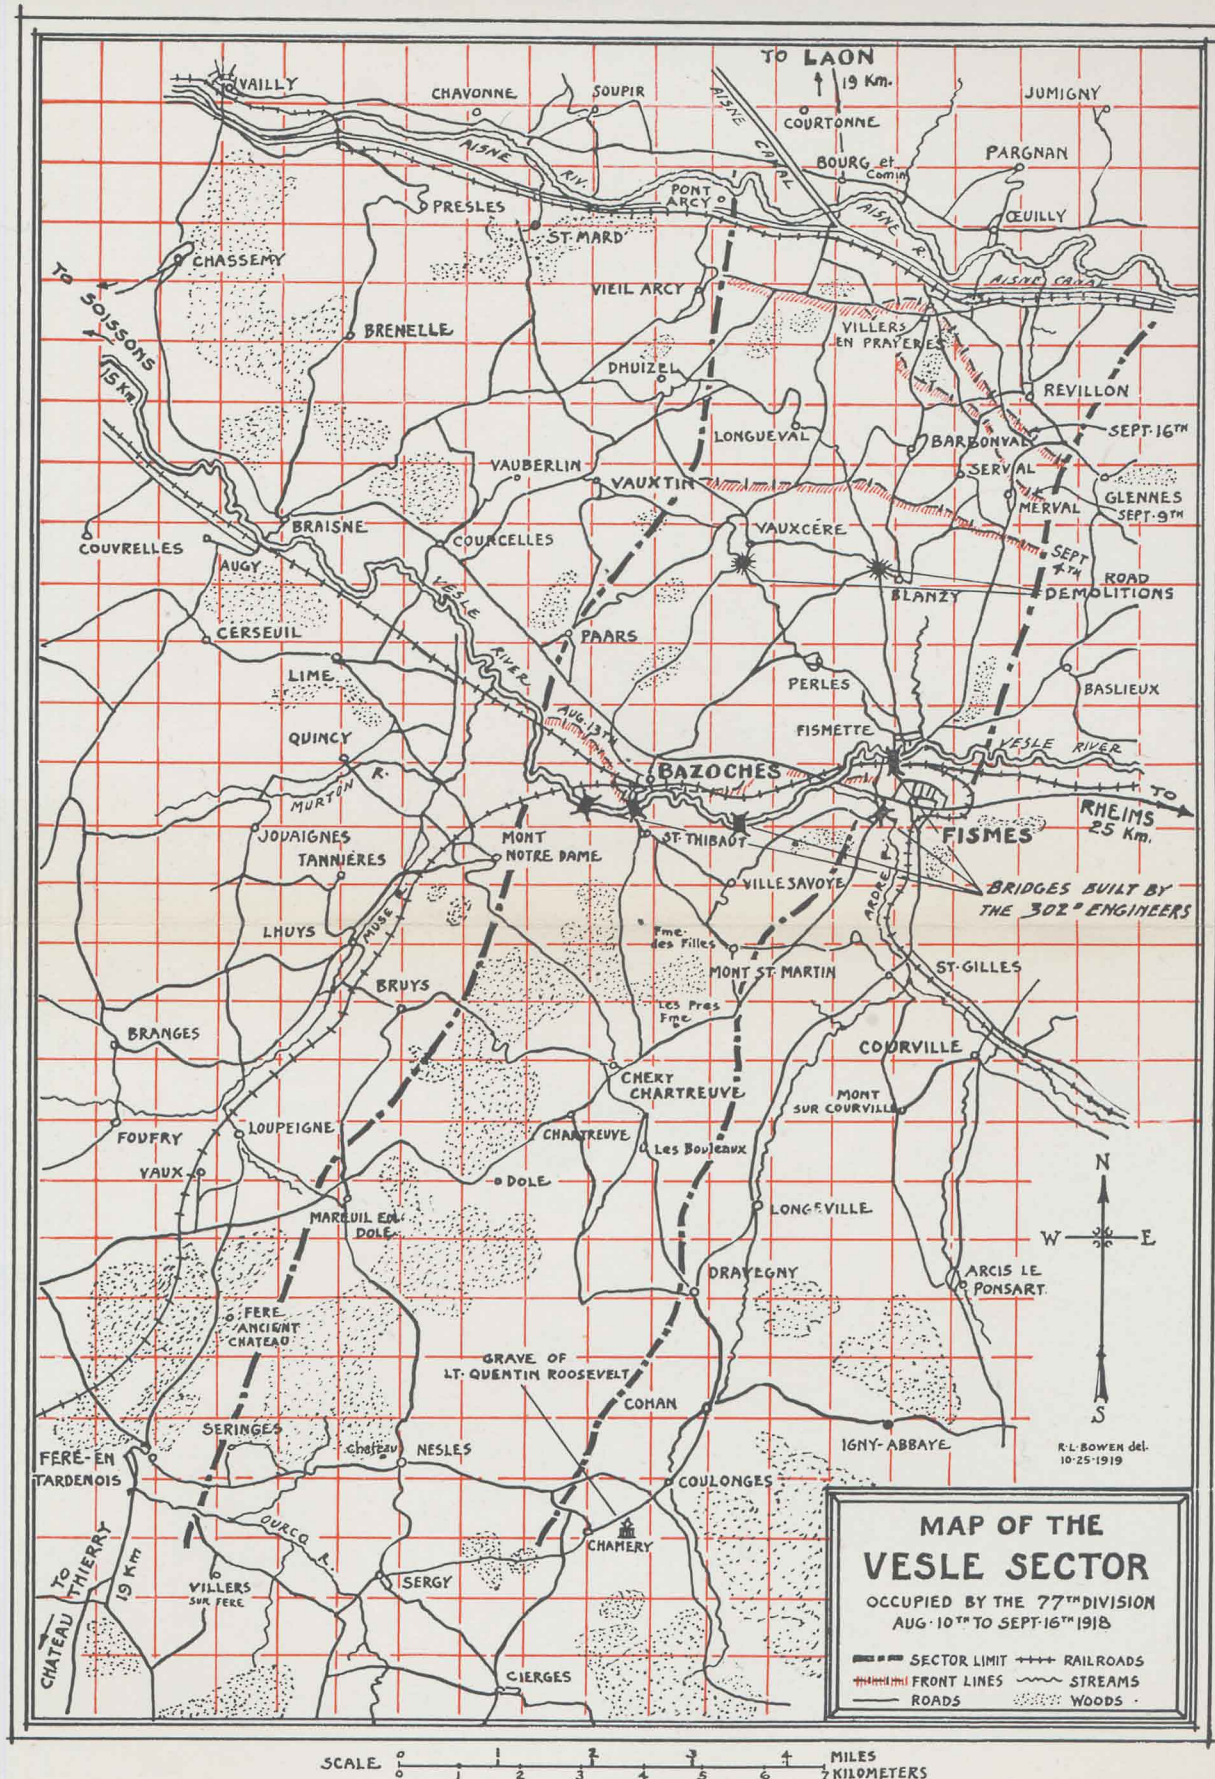 TO LAON
19 Km.
VAILLY
CHAVONNE
SOUPIR
AISNE CANAL
COURTONNE
JUMIGNY
AISNE RIV.
BOURG et
Comin
PARGNAN
PRESLES
PONT
ARCY
AISNE R.
ŒUILLY
ST·MARD
CHASSEMY
TO SOISSONS
15 Km.
VIEIL ARCY
AISNE CANAL
BRENELLE
VILLERS
EN PRAYERES
DHUIZEL
REVILLON
LONGUEVAL
BARBONVAL
SEPT·16TH
VAUBERLIN
VAUXTIN
SERVAL
GLENNES
MERVAL
SEPT·9TH
BRAISNE
COUVRELLES
AUGY
COURCELLES
VAUXCÉRE
SEPT
4TH
ROAD
DEMOLITIONS
BLANZY
VESLE RIVER
CERSEUIL
PAARS
LIME
PERLES
BASLIEUX
AUG·13TH
QUINCY
FISMETTE
VESLE RIVER
MURTON R.
BAZOCHES
TO
RHEIMS
25 Km.
JOUAIGNES
MONT
NOTRE DAME
ST·THIBAUT
FISMES
TANNIÈRES
VILLESAVOYE
ARDRE R
BRIDGES BUILT BY
THE 302D ENGINEERS
LHUYS
MUSE R
Fme·
des Filles
MONT ST·MARTIN
ST·GILLES
BRUYS
Les Pres
Fme
BRANGES
COURVILLE
CHERY
CHARTREUVE
MONT
SUR COURVILLE
FOUFRY
LOUPEIGNE
CHARTREUVE
Les Bouleaux
VAUX
DOLE
N
MAREUIL EN
DOLE
LONGEVILLE
W
E
DRAVEGNY
ARCIS LE
PONSART
FERE
ANCIENT
CHATEAU
GRAVE OF
LT·QUENTIN ROOSEVELT
S
COHAN
SERINGES
Chateau
NESLES
IGNY-ABBAYE
R·L·BOWEN del·
10·25·1919
FERE-EN
TARDENOIS
COULONGES
OURCQ R.
CHAMERY
TO
CHATEAU THIERRY
19 Km
VILLERS
SUR FERE
SERGY
CIERGES
MAP OF THE
VESLE SECTOR
OCCUPIED BY THE 77TH DIVISION
AUG·10TH TO SEPT·16TH 1918
SECTOR LIMIT RAILROADS
FRONT LINES STREAMS
ROADS WOODS
SCALE 0 1 2 3 4 MILES
0 1 2 3 4 5 6 7 KILOMETERS